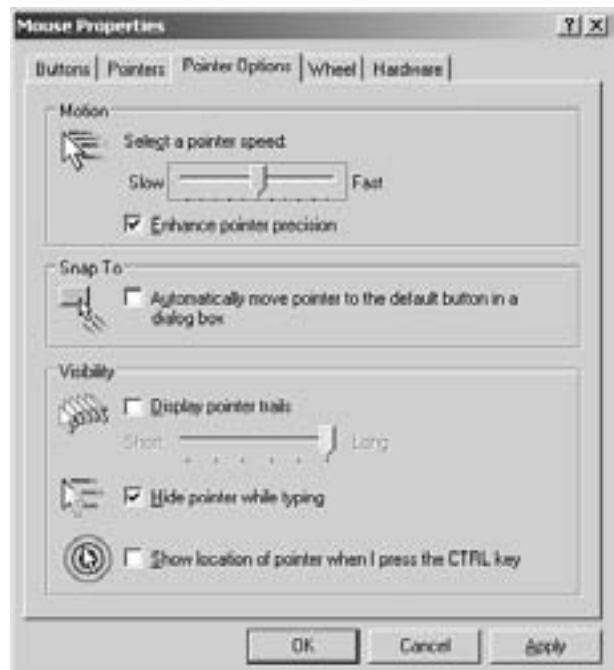 Mouse Properties
Buttons Pointers Pointer Options Wheel Hardware
Motion
Select a pointer speed:
Slow Fast
Enhance pointer precision
Snap To
Automatically move pointer to the default button in a
dialog box
Visibility
Display pointer trails
Short Long
Hide pointer while typing
Show location of pointer when I press the CTRL key
OK Cancel Apply